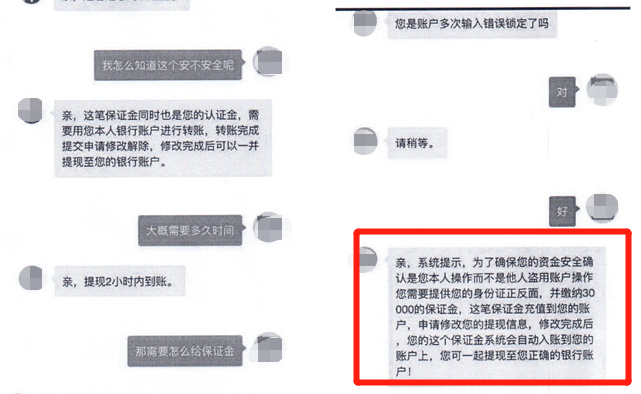 我怎么知道这个安不安全呢
亲，这笔保证金同时也是您的认证金，需
要用您本人银行账户进行转账，转账完成
提交申请修改解除，修改完成后可以一并
提现至您的银行账户。
大概需要多久时间
亲，提现2小时内到账。
那需要怎么给保证金
您是账户多次输入错误锁定了吗
对
请稍等。
好
亲，系统提示，为了确保您的资金安全确
认是您本人操作而不是他人盗用账户操作
您需要提供您的身份证正反面，并缴纳30
000的保证金，这笔保证金充值到您的账
户，申请修改您的提现信息，修改完成后
，您的这个保证金系统会自动入账到您的
账户上，您可一起提现至您正确的银行账
户！